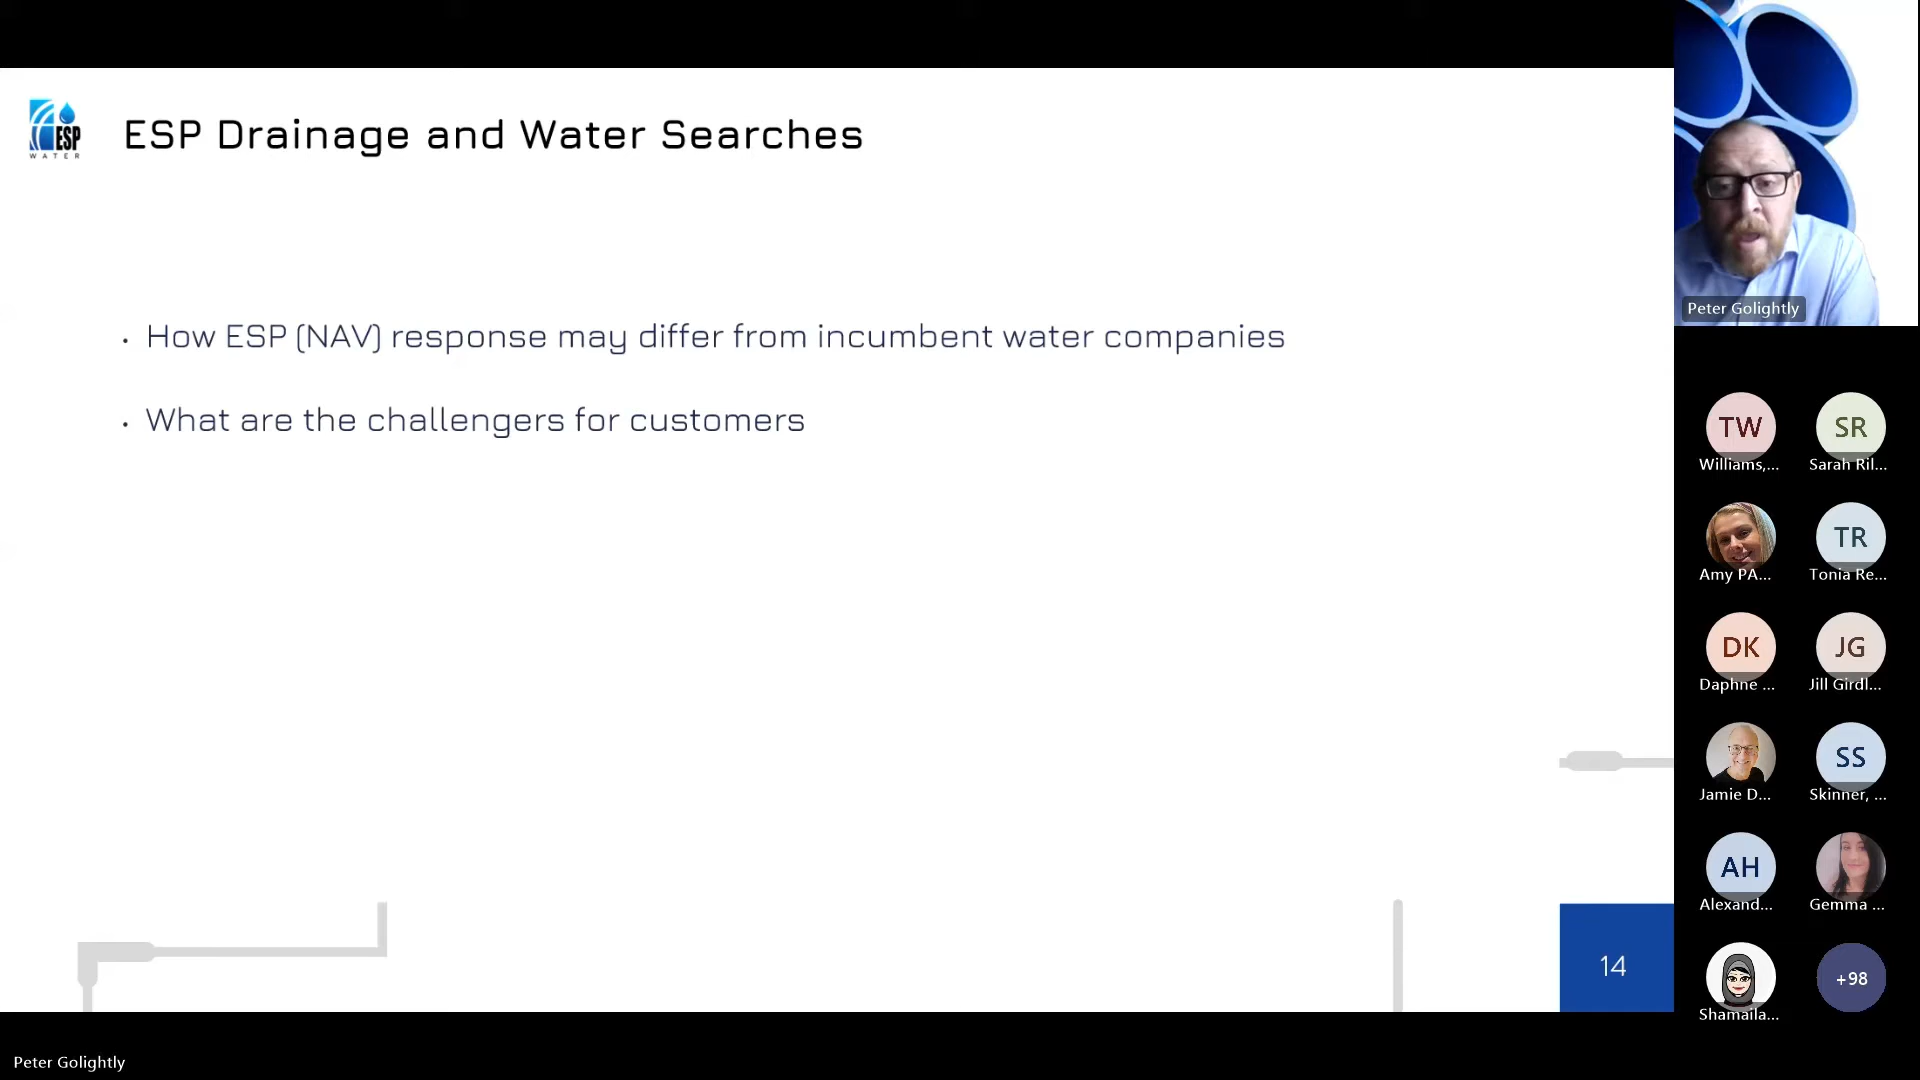 ESP
WATER
ESP Drainage and Water Searches
• How ESP (NAV) response may differ from incumbent water companies
• What are the challengers for customers
14
Peter Golightly
TW
Williams,...
SR
Sarah Ril...
Amy PA...
TR
Tonia Re...
DK
Daphne ...
JG
Jill Girdl...
Jamie D...
SS
Skinner, ...
AH
Alexand...
Gemma ...
Shamaila...
+98
Peter Golightly